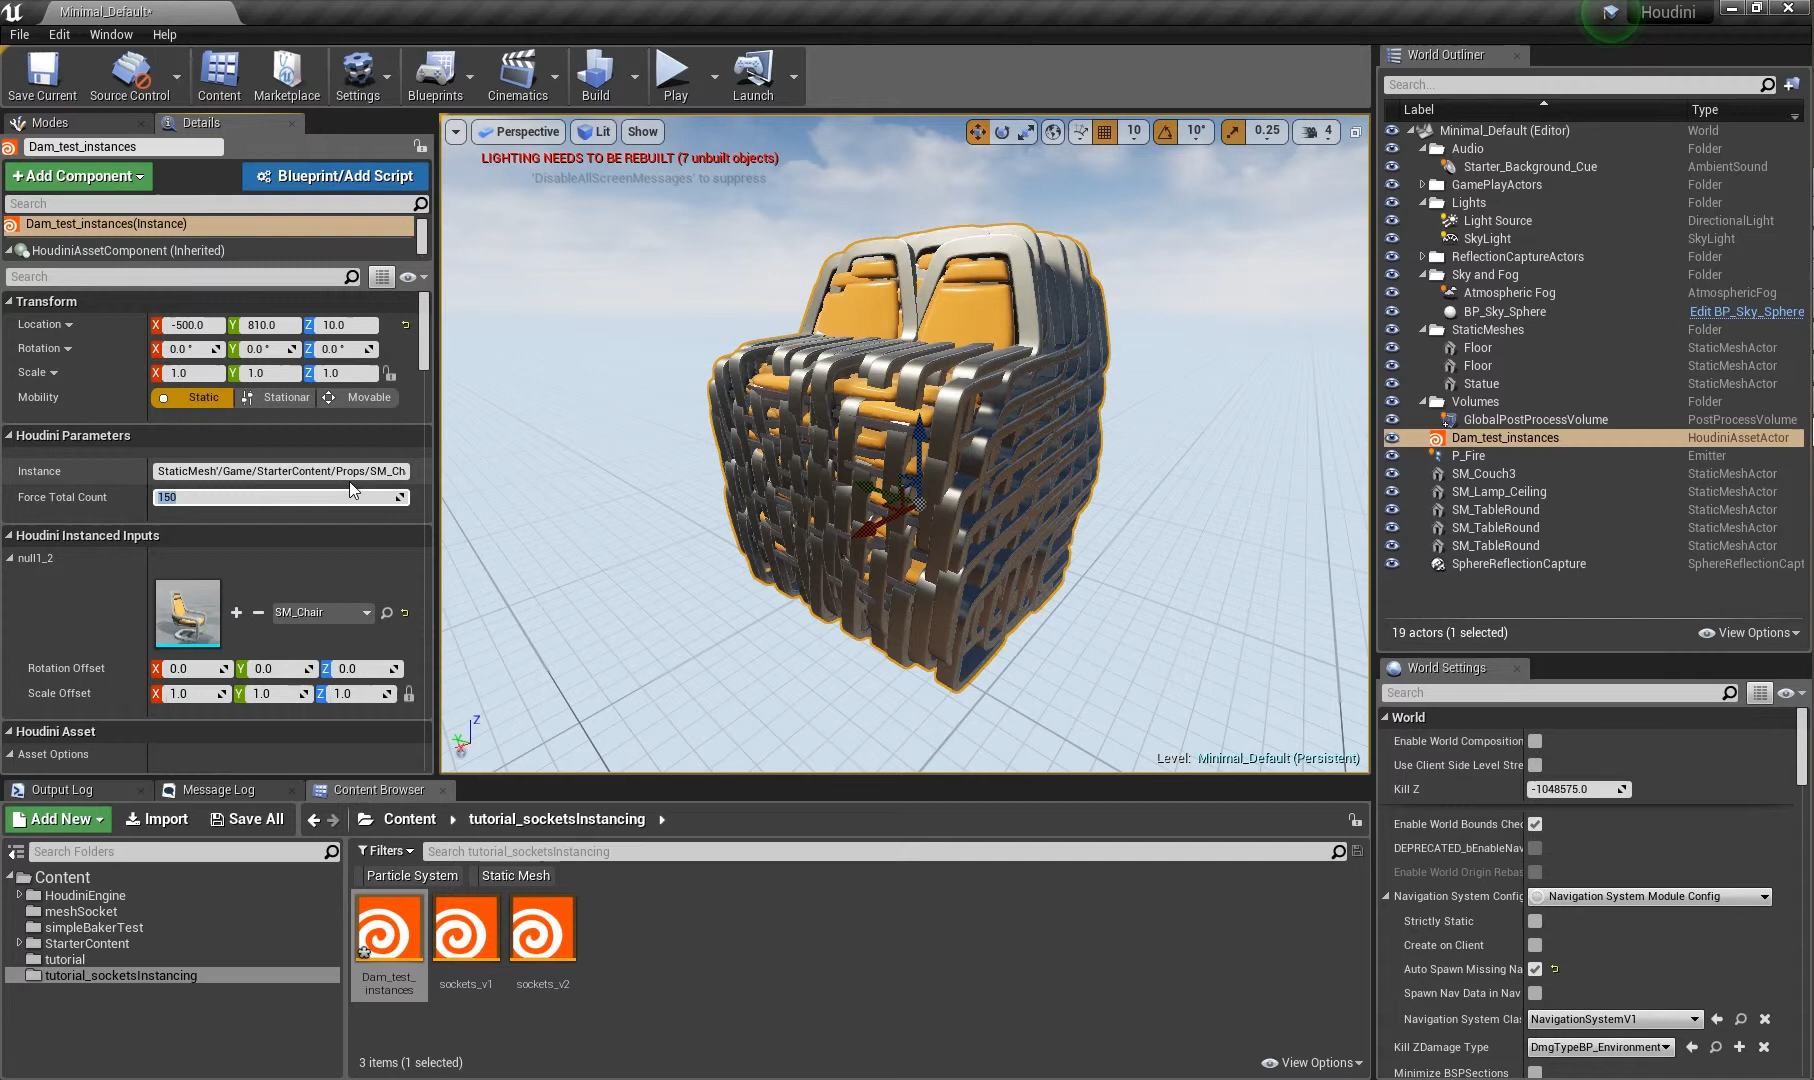 Minimal_Default*
Houdini
File Edit Window Help
Save Current Source Control Content Marketplace Settings Blueprints Cinematics Build Play Launch
Modes Details
Dam_test_instances
+Add Component Blueprint/Add Script
Search
Dam_test_instances(Instance)
HoudiniAssetComponent (Inherited)
Search
Transform
Location X -500.0 Y 810.0 Z 10.0
Rotation X 0.0 ° Y 0.0 ° Z 0.0 °
Scale X 1.0 Y 1.0 Z 1.0
Mobility Static Stationar Movable
Houdini Parameters
Instance StaticMesh'/Game/StarterContent/Props/SM_Ch
Force Total Count 150
Houdini Instanced Inputs
null1_2
SM_Chair
Rotation Offset X 0.0 Y 0.0 Z 0.0
Scale Offset X 1.0 Y 1.0 Z 1.0
Houdini Asset
Asset Options
Perspective Lit Show 10 10° 0.25 4
LIGHTING NEEDS TO BE REBUILT (7 unbuilt objects)
'DisableAllScreenMessages' to suppress
Z
Level: Minimal_Default (Persistent)
Output Log Message Log Content Browser
Add New Import Save All Content tutorial_socketsInstancing
Search Folders
Content
HoudiniEngine
meshSocket
simpleBakerTest
StarterContent
tutorial
tutorial_socketsInstancing
Filters Search tutorial_socketsInstancing
Particle System Static Mesh
Dam_test_
instances
sockets_v1
sockets_v2
3 items (1 selected)
View Options
World Outliner
Search...
Label Type
Minimal_Default (Editor) World
Audio Folder
Starter_Background_Cue AmbientSound
GamePlayActors Folder
Lights Folder
Light Source DirectionalLight
SkyLight SkyLight
ReflectionCaptureActors Folder
Sky and Fog Folder
Atmospheric Fog AtmosphericFog
BP_Sky_Sphere Edit BP_Sky_Sphere
StaticMeshes Folder
Floor StaticMeshActor
Floor StaticMeshActor
Statue StaticMeshActor
Volumes Folder
GlobalPostProcessVolume PostProcessVolume
Dam_test_instances HoudiniAssetActor
P_Fire Emitter
SM_Couch3 StaticMeshActor
SM_Lamp_Ceiling StaticMeshActor
SM_TableRound StaticMeshActor
SM_TableRound StaticMeshActor
SM_TableRound StaticMeshActor
SphereReflectionCapture SphereReflectionCapt
19 actors (1 selected) View Options
World Settings
Search
World
Enable World Composition
Use Client Side Level Stre
Kill Z -1048575.0
Enable World Bounds Chec
DEPRECATED_bEnableNav
Enable World Origin Rebas
Navigation System Config Navigation System Module Config
Strictly Static
Create on Client
Auto Spawn Missing Na
Spawn Nav Data in Nav
Navigation System Clas NavigationSystemV1
Kill ZDamage Type DmgTypeBP_Environment
Minimize BSPSections